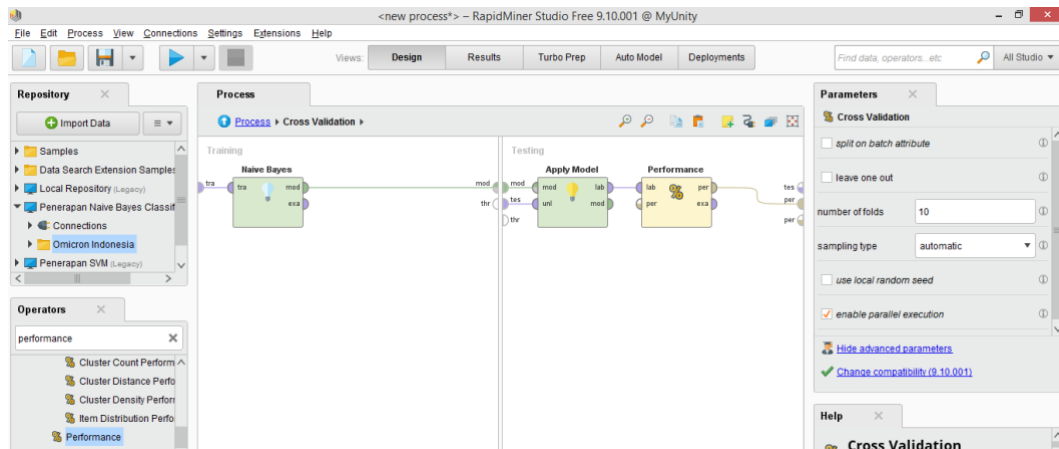 <new process*> – RapidMiner Studio Free 9.10.001 @ MyUnity
File Edit Process View Connections Settings Extensions Help
Views: Design Results Turbo Prep Auto Model Deployments
Find data, operators...etc
All Studio
Repository
Import Data
Samples
Data Search Extension Samples
Local Repository (Legacy)
Penerapan Naive Bayes Classif
Connections
Omicron Indonesia
Penerapan SVM (Legacy)
Operators
performance
Cluster Count Perform
Cluster Distance Perfo
Cluster Density Perforr
Item Distribution Perfo
Performance
Process
Process Cross Validation
Training
tra
Naive Bayes
tra mod
exa
mod
thr
Testing
mod
tes
thr
Apply Model
mod lab
unl mod
Performance
lab per
per exa
tes
per
per
Parameters
Cross Validation
split on batch attribute
leave one out
number of folds 10
sampling type automatic
use local random seed
enable parallel execution
Hide advanced parameters
Change compatibility (9.10.001)
Help
Cross Validation